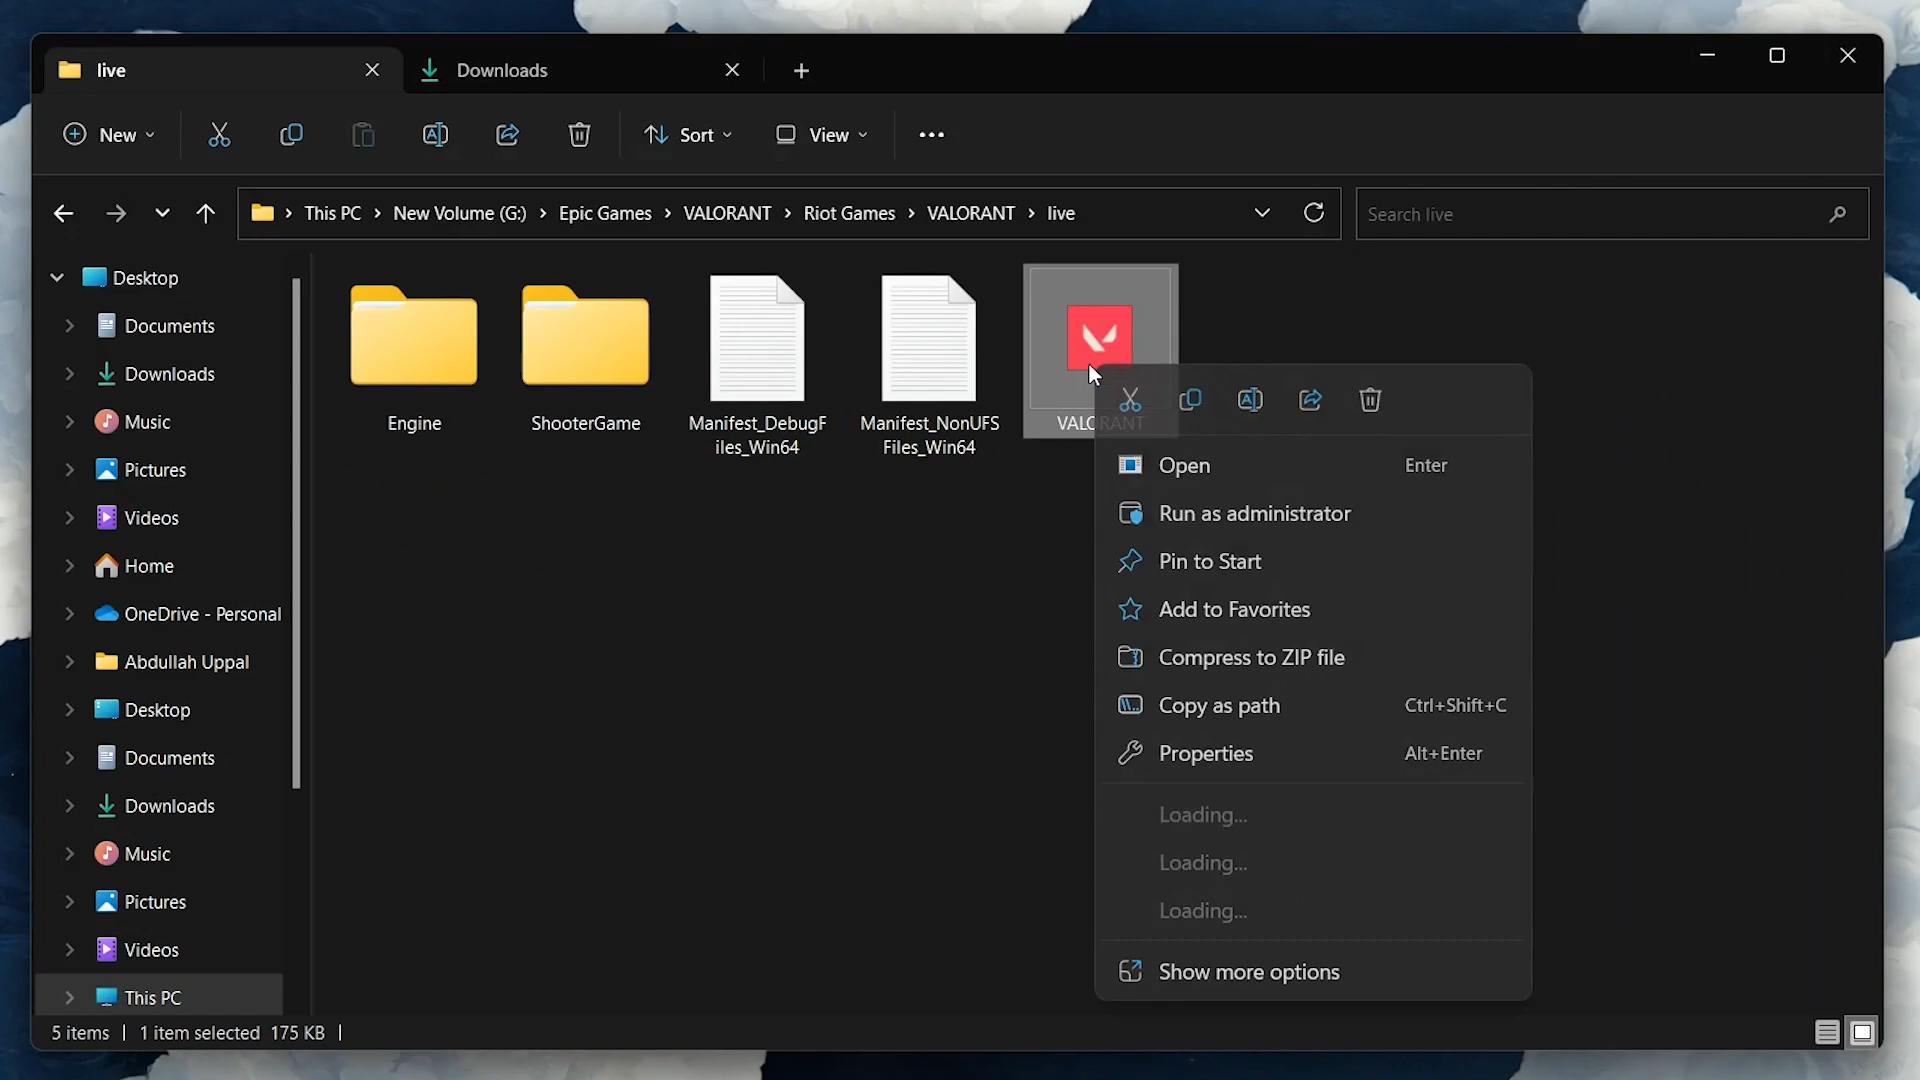 live
Downloads
New
Sort
View
This PC
New Volume (G:)
Epic Games
VALORANT
Riot Games
VALORANT
live
Search live
Desktop
Documents
Downloads
Music
Pictures
Videos
Home
OneDrive - Personal
Abdullah Uppal
Desktop
Documents
Downloads
Music
Pictures
Videos
This PC
Engine
ShooterGame
Manifest_DebugF
iles_Win64
Manifest_NonUFS
Files_Win64
VALORANT
Open Enter
Run as administrator
Pin to Start
Add to Favorites
Compress to ZIP file
Copy as path Ctrl+Shift+C
Properties Alt+Enter
Loading...
Loading...
Loading...
Show more options
5 items 1 item selected 175 KB